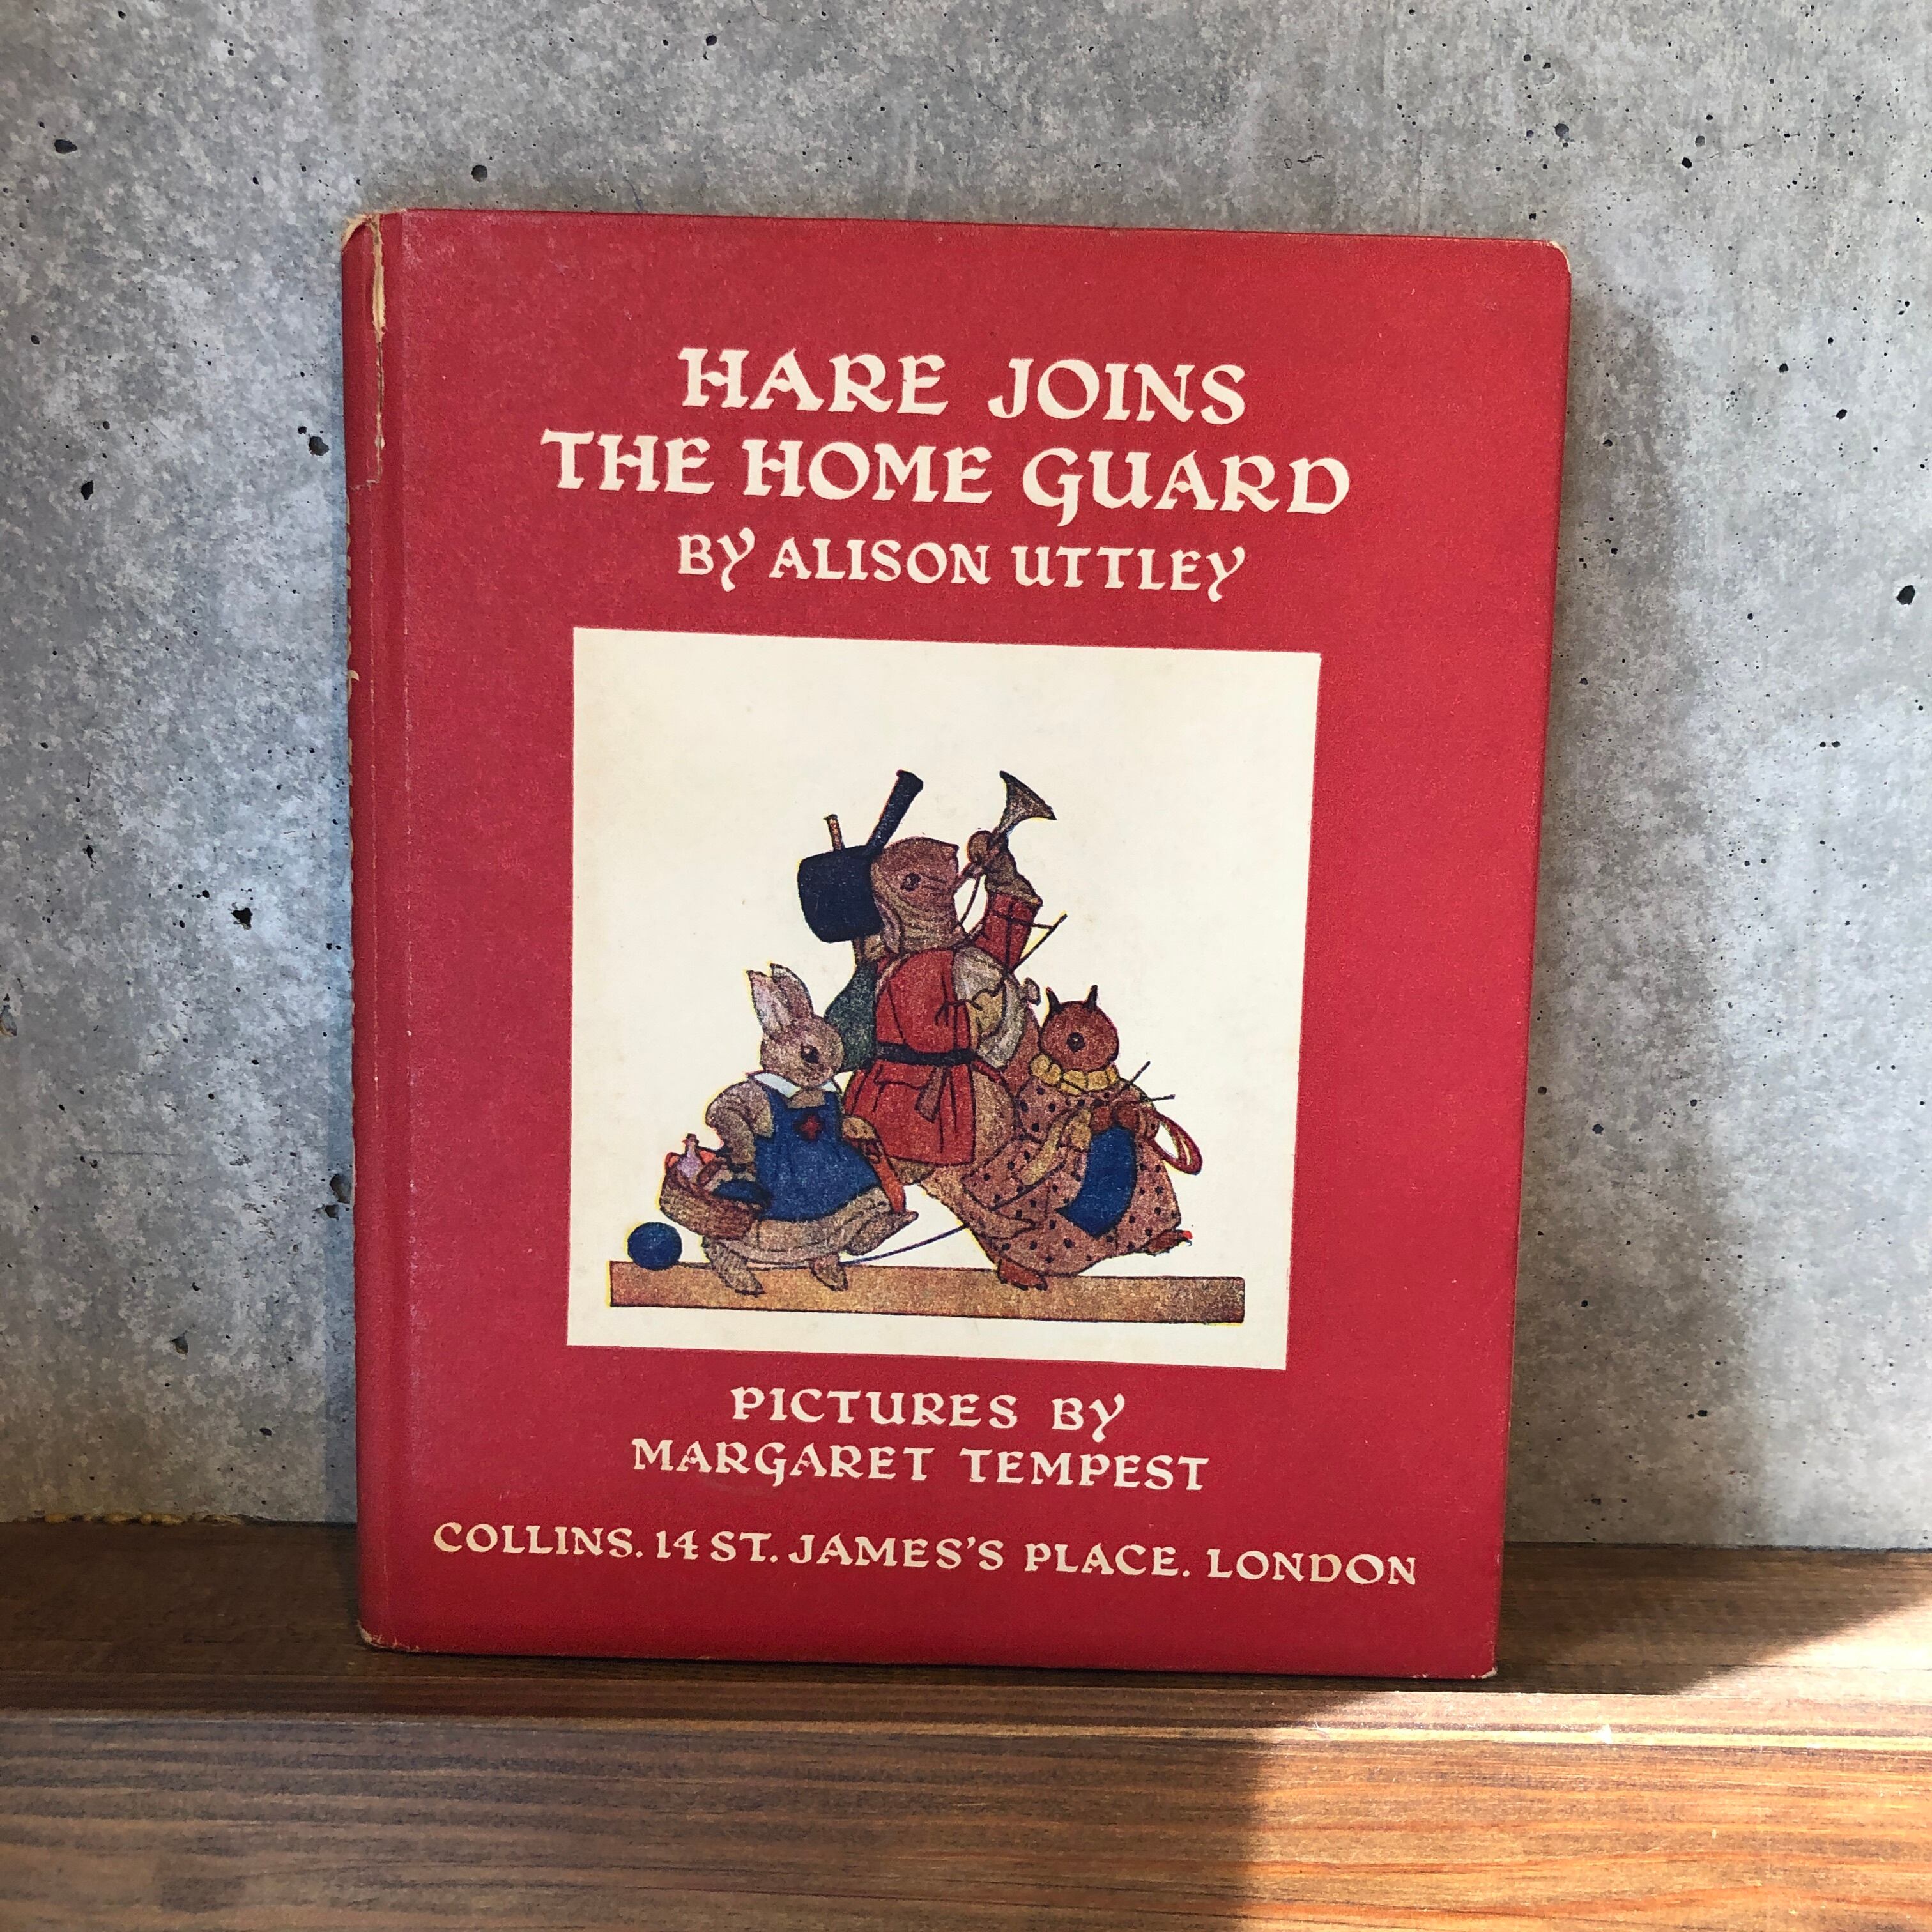 HARE JOINS
THE HOME GUARD
BY ALISON UTTLEY
PICTURES BY
MARGARET TEMPEST
COLLINS. 14 ST. JAMES'S PLACE. LONDON